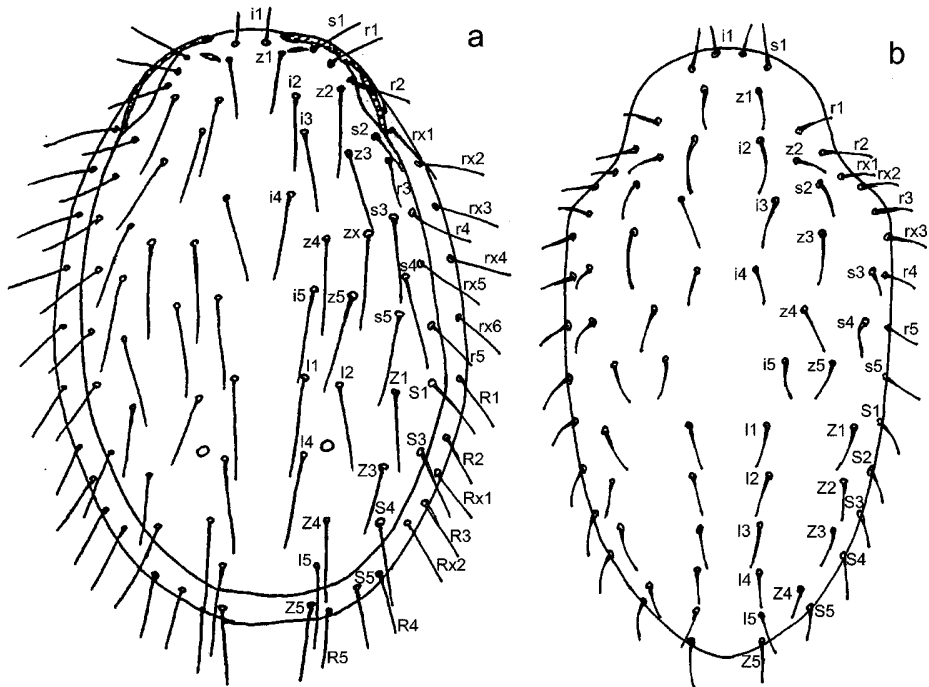 a
i1
s1
r1
z1
r2
i2
z2
i3
s2
rx1
z3
rx2
r3
i4
s3
rx3
r4
z4
zx
s4
rx4
rx5
i5
z5
s5
rx6
r5
I1
I2
Z1
S1
R1
I4
S3
R2
Z3
Rx1
S4
R3
Z4
Rx2
I5
S5
Z5
R4
R5
b
i1
s1
z1
r1
i2
r2
z2
rx1
rx2
s2
i3
r3
z3
rx3
i4
s3
r4
z4
s4
r5
i5
z5
s5
I1
Z1
S1
I2
Z2
S2
S3
I3
Z3
S4
I4
Z4
I5
S5
Z5